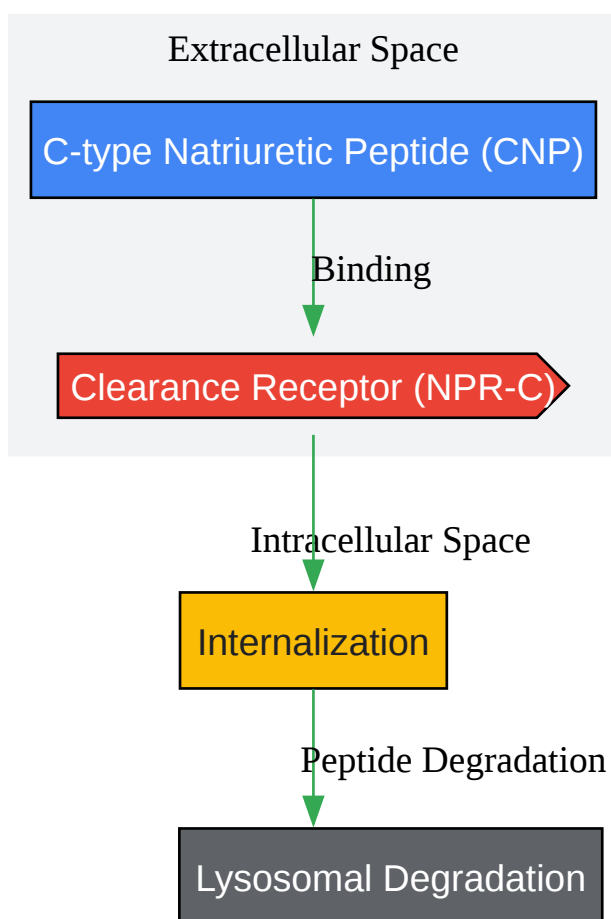 Extracellular Space
C-type Natriuretic Peptide (CNP)
Binding
Clearance Receptor (NPR-C)
Intracellular Space
Internalization
Peptide Degradation
Lysosomal Degradation